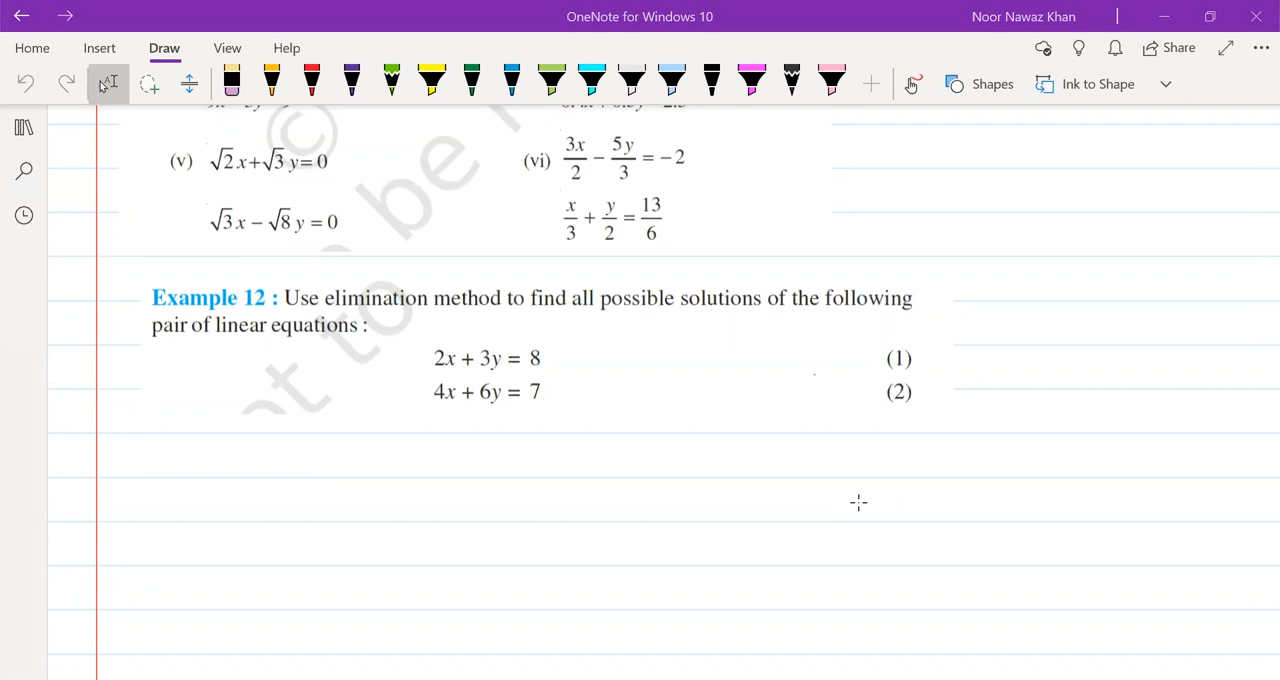 OneNote for Windows 10
Noor Nawaz Khan
Home Insert Draw View Help
Share
Shapes
Ink to Shape
(v) √2x+√3y=0
√3x – √8y = 0
(vi) 3x/2 – 5y/3 = –2
x/3 + y/2 = 13/6
Example 12 : Use elimination method to find all possible solutions of the following
pair of linear equations :
2x + 3y = 8 (1)
4x + 6y = 7 (2)